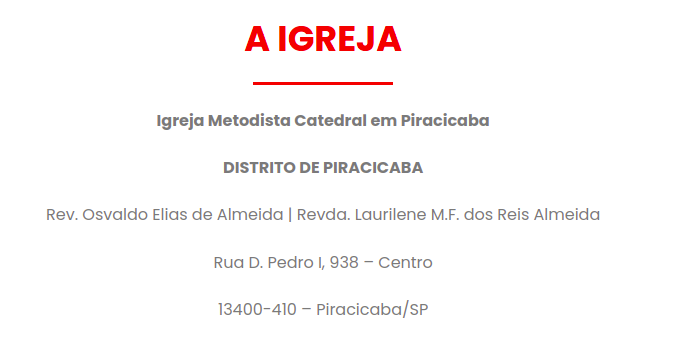 A IGREJA
Igreja Metodista Catedral em Piracicaba
DISTRITO DE PIRACICABA
Rev. Osvaldo Elias de Almeida | Revda. Laurilene M.F. dos Reis Almeida
Rua D. Pedro I, 938 – Centro
13400-410 – Piracicaba/SP